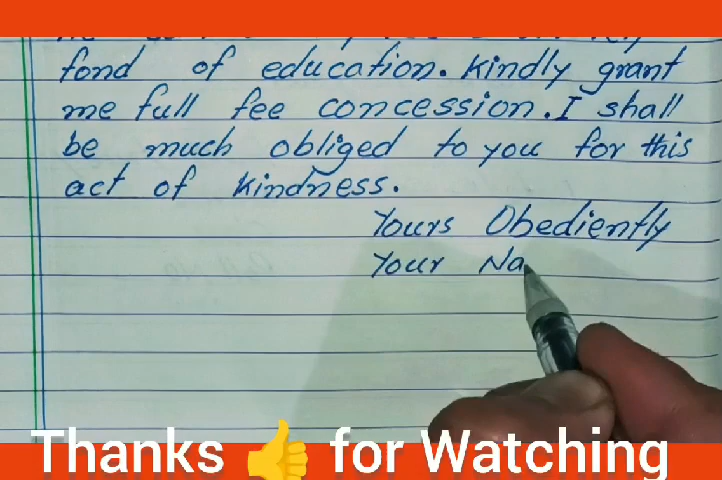 fond of education. Kindly grant
me full fee concession. I shall
be much obliged to you for this
act of kindness.
Yours Obediently
Your Na
Thanks 👍 for Watching